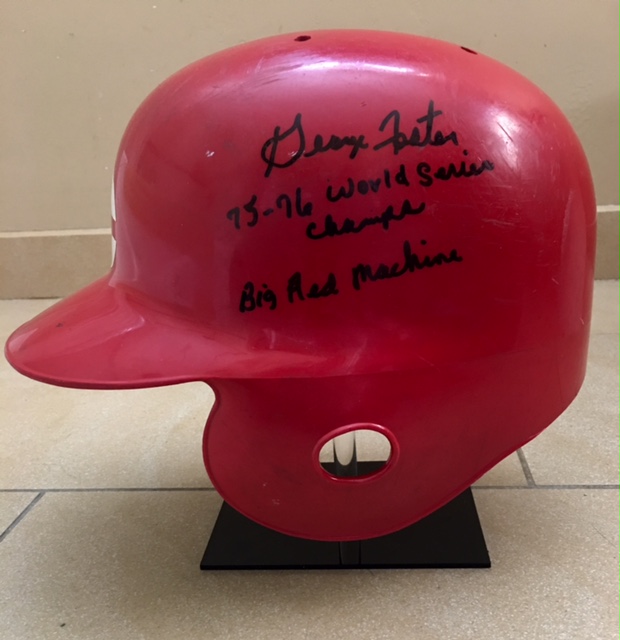 George Foster
75-76 World Series
Champs
Big Red Machine